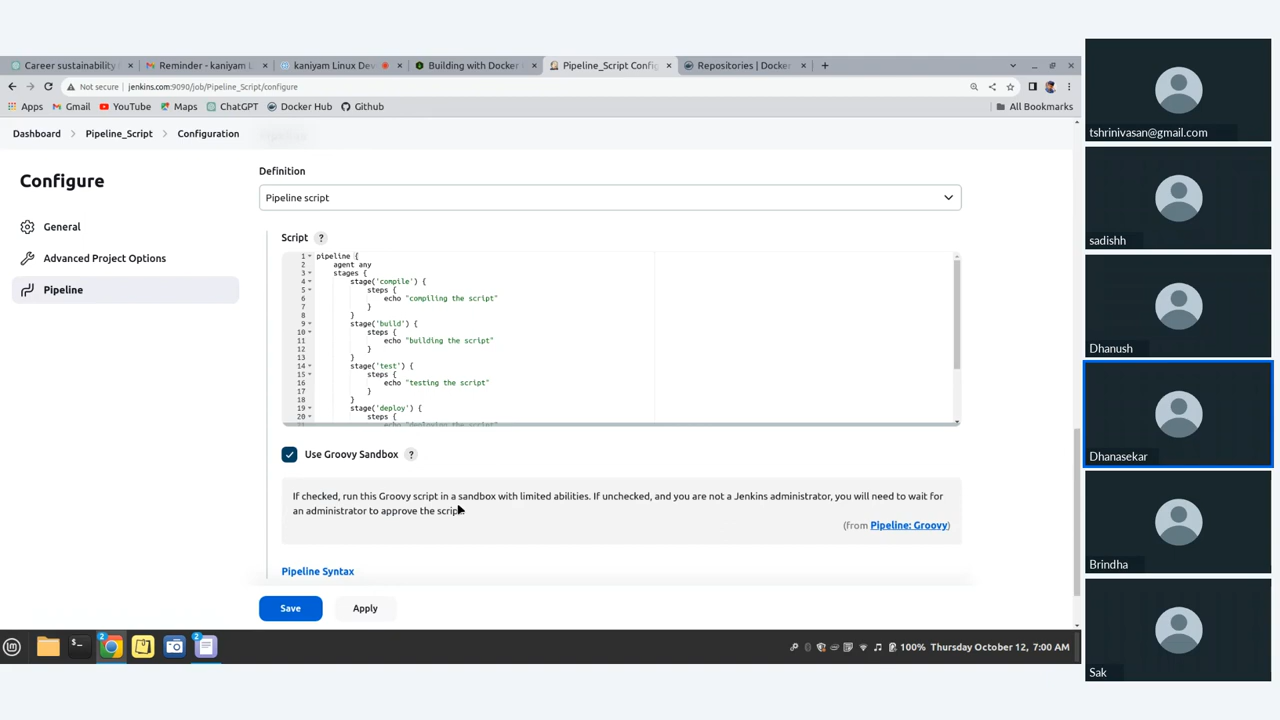 Career sustainability
Reminder - kaniyam L
kaniyam Linux Dev
Building with Docker
Pipeline_Script Config
Repositories | Docker
Not secure | jenkins.com:9090/job/Pipeline_Script/configure
Apps
Gmail
YouTube
Maps
ChatGPT
Docker Hub
Github
All Bookmarks
Dashboard > Pipeline_Script > Configuration
Configure
General
Advanced Project Options
Pipeline
Definition
Pipeline script
Script ?
1 pipeline {
2 agent any
3 stages {
4 stage('compile') {
5 steps {
6 echo "compiling the script"
7 }
8 }
9 stage('build') {
10 steps {
11 echo "building the script"
12 }
13 }
14 stage('test') {
15 steps {
16 echo "testing the script"
17 }
18 }
19 stage('deploy') {
20 steps {
echo "deploying the script"
Use Groovy Sandbox ?
If checked, run this Groovy script in a sandbox with limited abilities. If unchecked, and you are not a Jenkins administrator, you will need to wait for
an administrator to approve the script.
(from Pipeline: Groovy)
Pipeline Syntax
Save
Apply
100% Thursday October 12, 7:00 AM
tshrinivasan@gmail.com
sadishh
Dhanush
Dhanasekar
Brindha
Sak